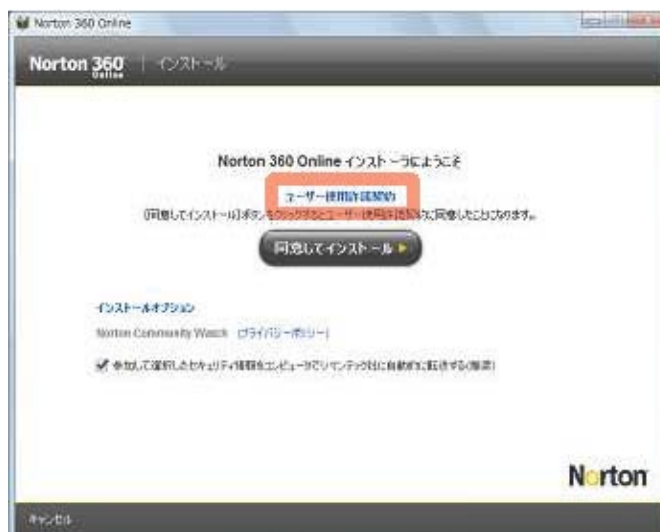 Norton 360 Online
Norton 360 Online | インストール
Norton 360 Online インストーラにようこそ
ユーザー使用許諾契約
[同意してインストール]ボタンをクリックするとユーザー使用許諾契約に同意したことになります。
同意してインストール
インストールオプション
Norton Community Watch (プライバシーポリシー)
参加して選択したセキュリティ情報をコンピュータでシマンテック社に自動的に転送する(推奨)
Norton
キャンセル